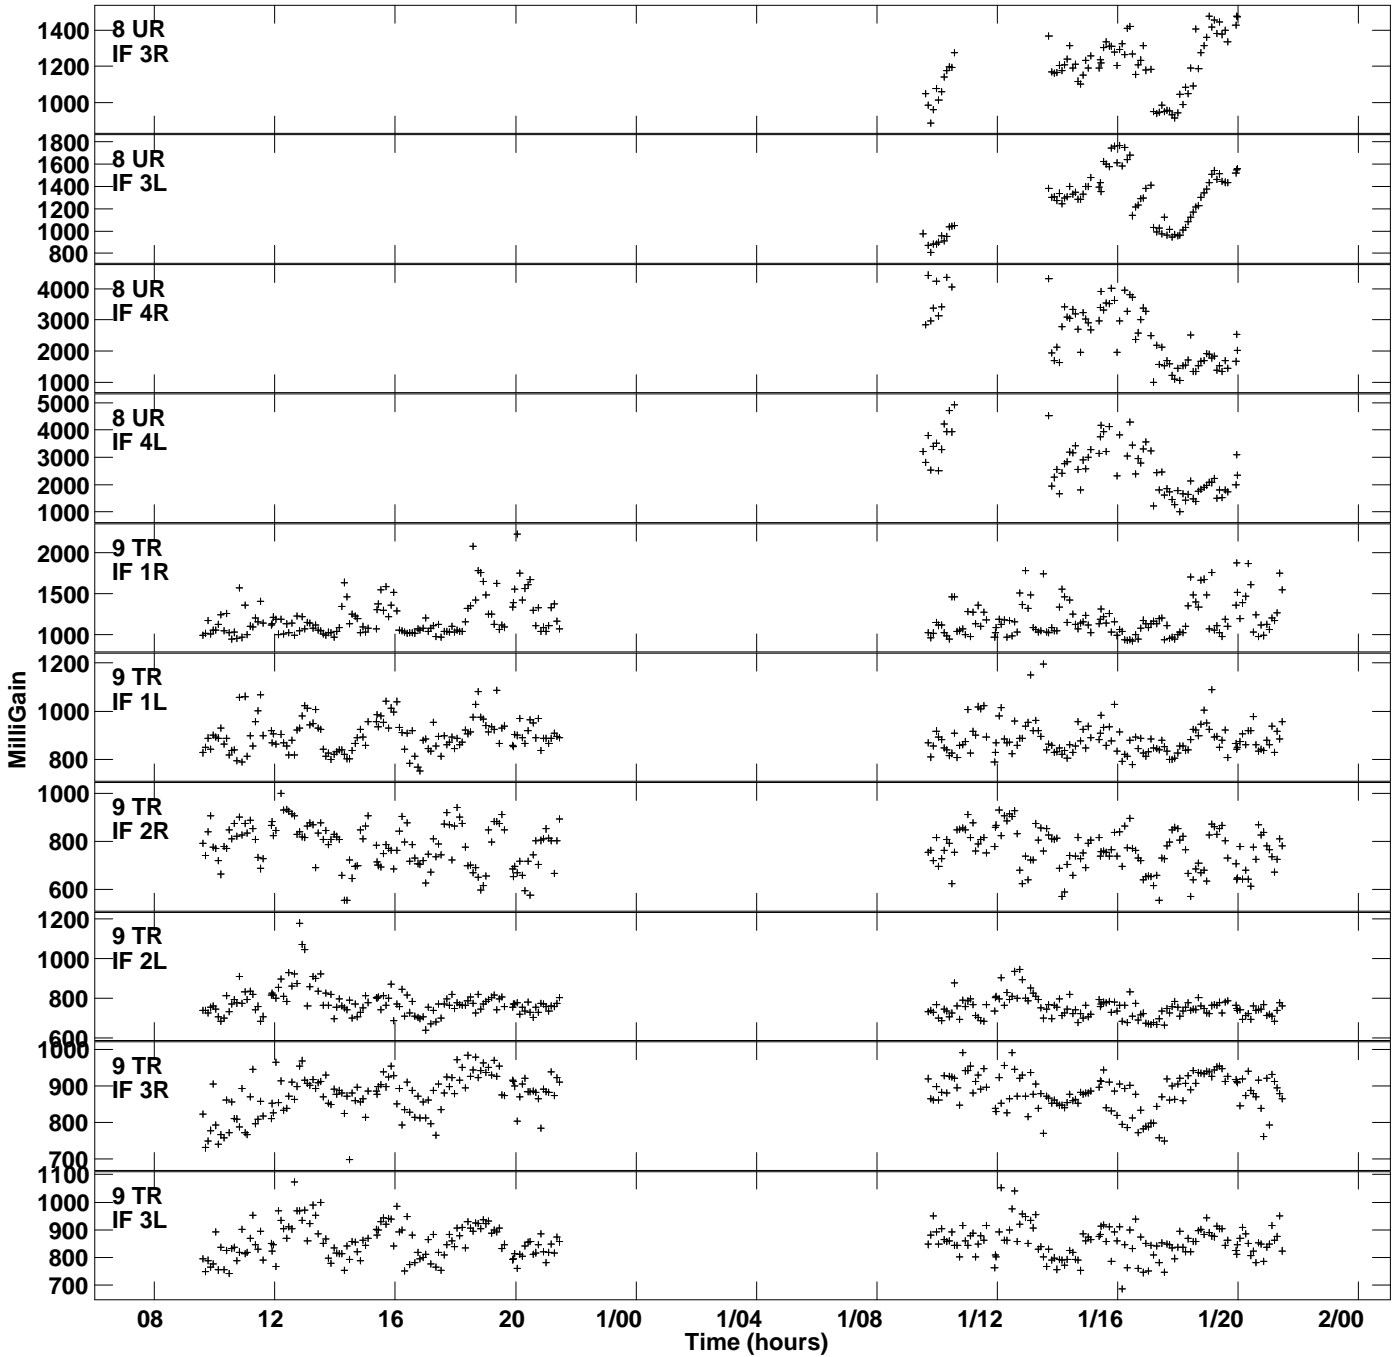 1400
1200
1000
8 UR
IF 3R
1800
1600
1400
1200
1000
800
8 UR
IF 3L
4000
3000
2000
1000
8 UR
IF 4R
5000
4000
3000
2000
1000
8 UR
IF 4L
2000
1500
1000
9 TR
IF 1R
1200
1000
800
9 TR
IF 1L
1000
800
600
9 TR
IF 2R
1200
1000
800
600
9 TR
IF 2L
1000
900
800
700
9 TR
IF 3R
1100
1000
900
800
700
9 TR
IF 3L
MilliGain
08 12 16 20 1/00 1/04 1/08 1/12 1/16 1/20 2/00
Time (hours)